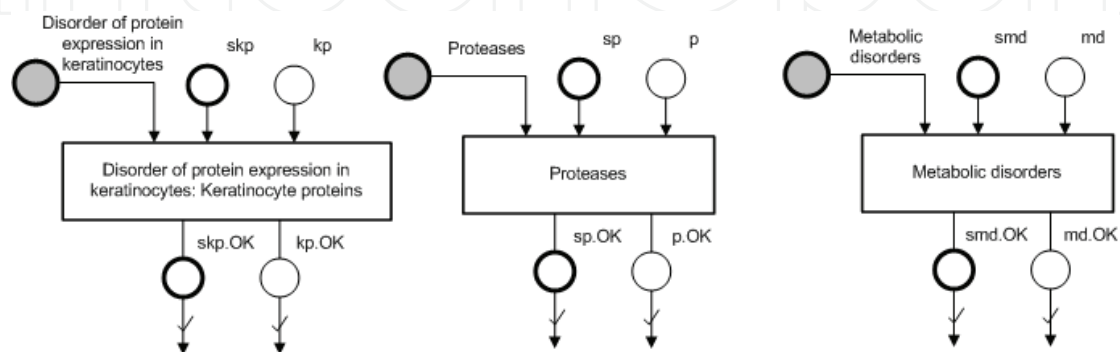 Disorder of protein
expression in
keratinocytes
skp
kp
Disorder of protein expression in
keratinocytes: Keratinocyte proteins
skp.OK
kp.OK
Proteases
sp
p
Proteases
sp.OK
p.OK
Metabolic
disorders
smd
md
Metabolic disorders
smd.OK
md.OK